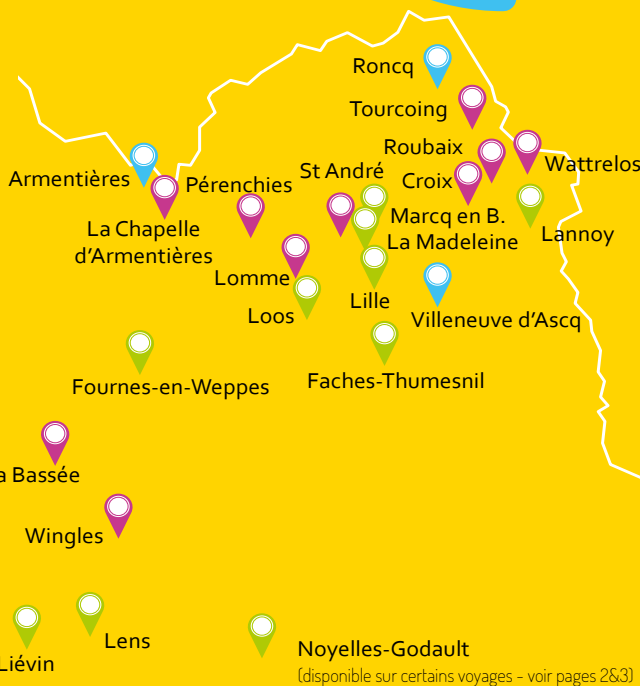 Roncq
Tourcoing
Roubaix
Wattrelos
Armentières
Pérenchies
St André
Croix
La Chapelle
d'Armentières
Marcq en B.
La Madeleine
Lannoy
Lomme
Loos
Lille
Villeneuve d'Ascq
Fournes-en-Weppes
Faches-Thumesnil
a Bassée
Wingles
Lens
Liévin
Noyelles-Godault
(disponible sur certains voyages - voir pages 2&3)